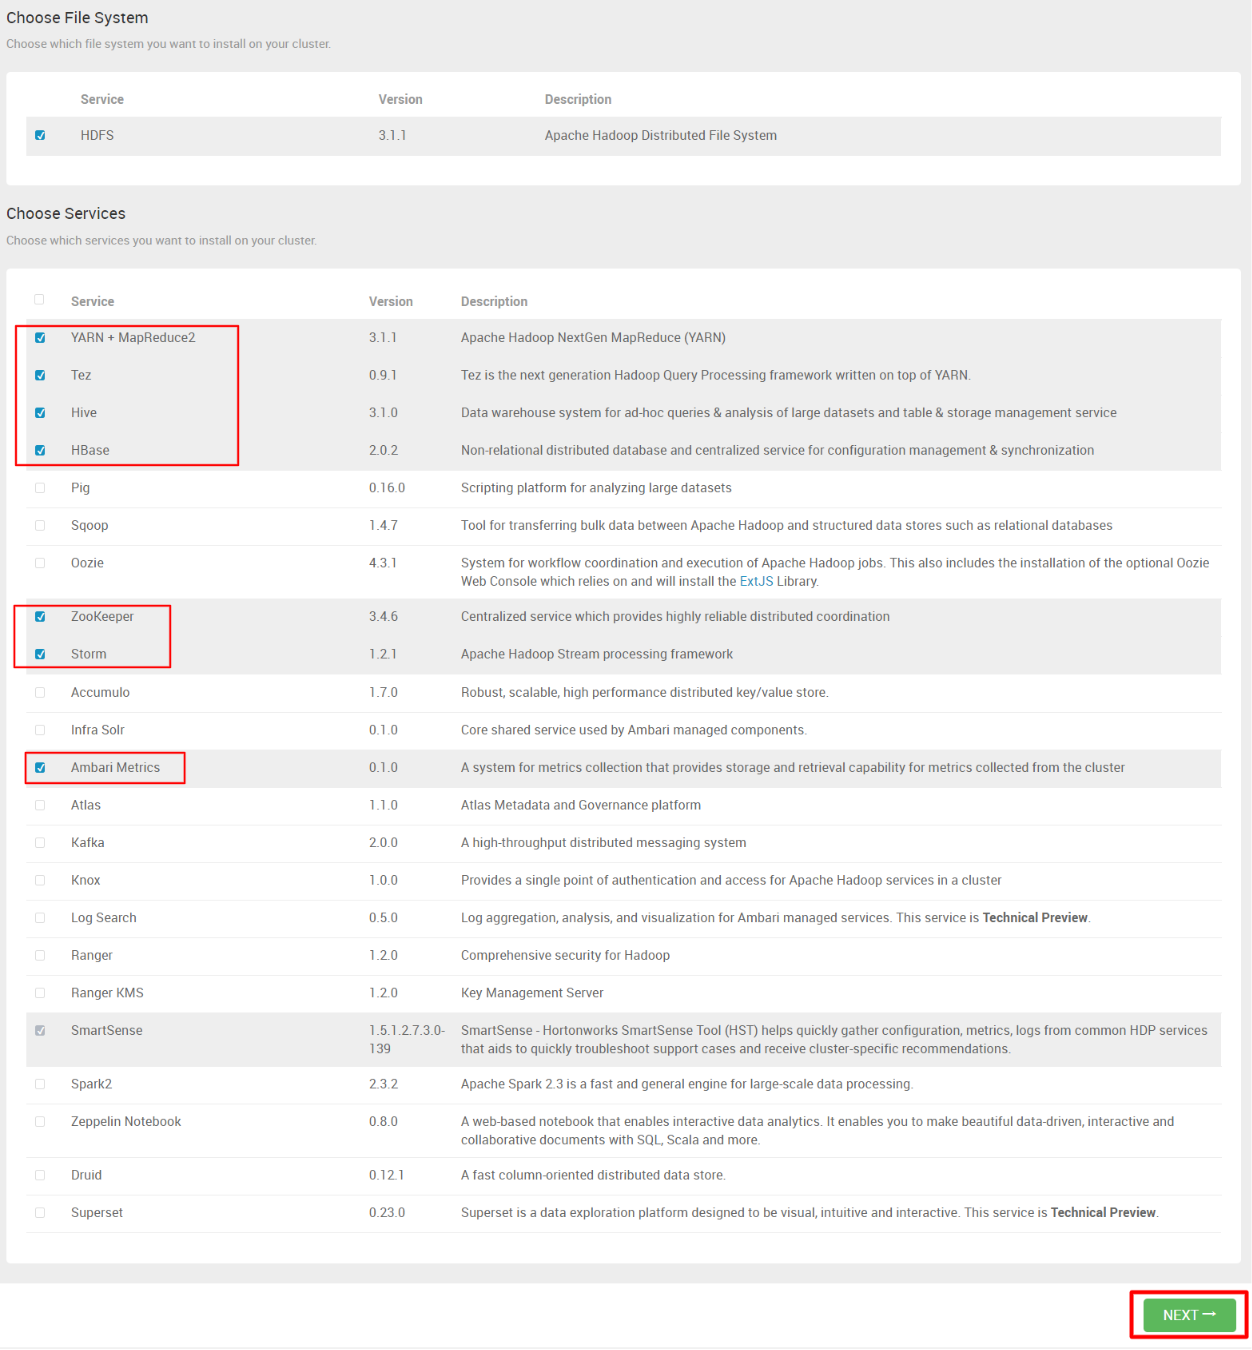 Choose File System
Choose which file system you want to install on your cluster.
Service Version Description
HDFS 3.1.1 Apache Hadoop Distributed File System
Choose Services
Choose which services you want to install on your cluster.
Service Version Description
YARN + MapReduce2 3.1.1 Apache Hadoop NextGen MapReduce (YARN)
Tez 0.9.1 Tez is the next generation Hadoop Query Processing framework written on top of YARN.
Hive 3.1.0 Data warehouse system for ad-hoc queries & analysis of large datasets and table & storage management service
HBase 2.0.2 Non-relational distributed database and centralized service for configuration management & synchronization
Pig 0.16.0 Scripting platform for analyzing large datasets
Sqoop 1.4.7 Tool for transferring bulk data between Apache Hadoop and structured data stores such as relational databases
Oozie 4.3.1 System for workflow coordination and execution of Apache Hadoop jobs. This also includes the installation of the optional Oozie
Web Console which relies on and will install the ExtJS Library.
ZooKeeper 3.4.6 Centralized service which provides highly reliable distributed coordination
Storm 1.2.1 Apache Hadoop Stream processing framework
Accumulo 1.7.0 Robust, scalable, high performance distributed key/value store.
Infra Solr 0.1.0 Core shared service used by Ambari managed components.
Ambari Metrics 0.1.0 A system for metrics collection that provides storage and retrieval capability for metrics collected from the cluster
Atlas 1.1.0 Atlas Metadata and Governance platform
Kafka 2.0.0 A high-throughput distributed messaging system
Knox 1.0.0 Provides a single point of authentication and access for Apache Hadoop services in a cluster
Log Search 0.5.0 Log aggregation, analysis, and visualization for Ambari managed services. This service is Technical Preview.
Ranger 1.2.0 Comprehensive security for Hadoop
Ranger KMS 1.2.0 Key Management Server
SmartSense 1.5.1.2.7.3.0- SmartSense - Hortonworks SmartSense Tool (HST) helps quickly gather configuration, metrics, logs from common HDP services
139 that aids to quickly troubleshoot support cases and receive cluster-specific recommendations.
Spark2 2.3.2 Apache Spark 2.3 is a fast and general engine for large-scale data processing.
Zeppelin Notebook 0.8.0 A web-based notebook that enables interactive data analytics. It enables you to make beautiful data-driven, interactive and
collaborative documents with SQL, Scala and more.
Druid 0.12.1 A fast column-oriented distributed data store.
Superset 0.23.0 Superset is a data exploration platform designed to be visual, intuitive and interactive. This service is Technical Preview.
NEXT →